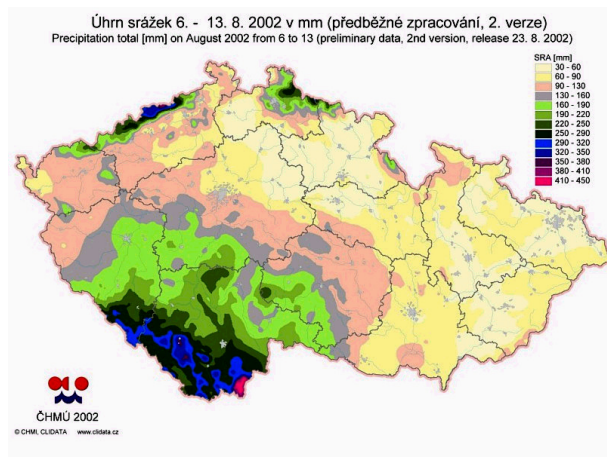 Úhrn srážek 6. - 13. 8. 2002 v mm (předběžné zpracování, 2. verze)
Precipitation total [mm] on August 2002 from 6 to 13 (preliminary data, 2nd version, release 23. 8. 2002)
SRA [mm]
30 - 60
60 - 90
90 - 130
130 - 160
160 - 190
190 - 220
220 - 250
250 - 290
290 - 320
320 - 350
350 - 380
380 - 410
410 - 450
ČHMÚ 2002
© CHMI, CLIDATA www.clidata.cz